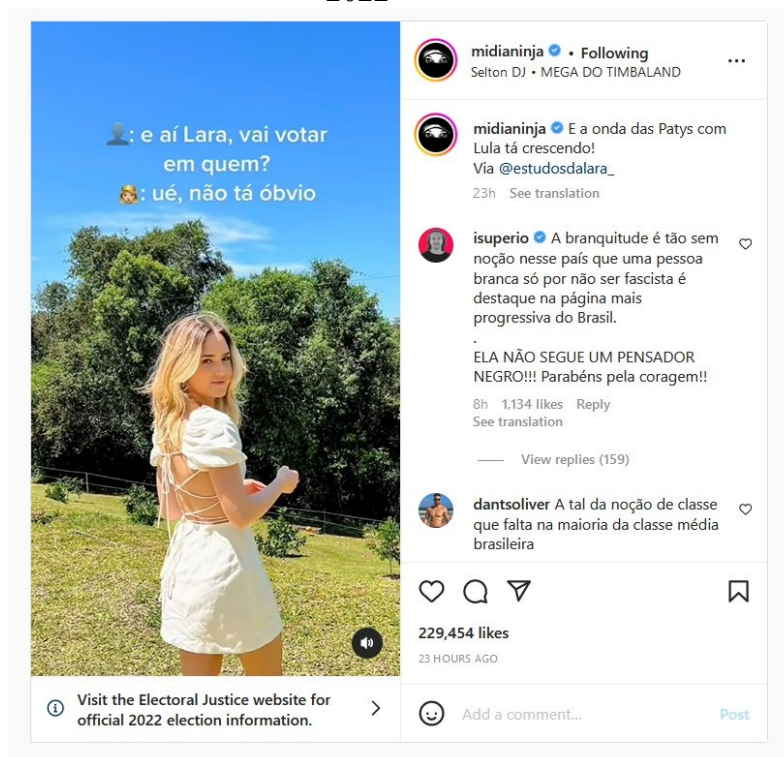 👤: e aí Lara, vai votar
em quem?
👸: ué, não tá óbvio
Visit the Electoral Justice website for
official 2022 election information.
midianinja • Following
Selton DJ • MEGA DO TIMBALAND
midianinja E a onda das Patys com
Lula tá crescendo!
Via @estudosdalara_
23h See translation
isuperio A branquitude é tão sem
noção nesse país que uma pessoa
branca só por não ser fascista é
destaque na página mais
progressiva do Brasil.
.
ELA NÃO SEGUE UM PENSADOR
NEGRO!!! Parabéns pela coragem!!
8h 1,134 likes Reply
See translation
View replies (159)
dantsoliver A tal da noção de classe
que falta na maioria da classe média
brasileira
229,454 likes
23 HOURS AGO
Add a comment... Post